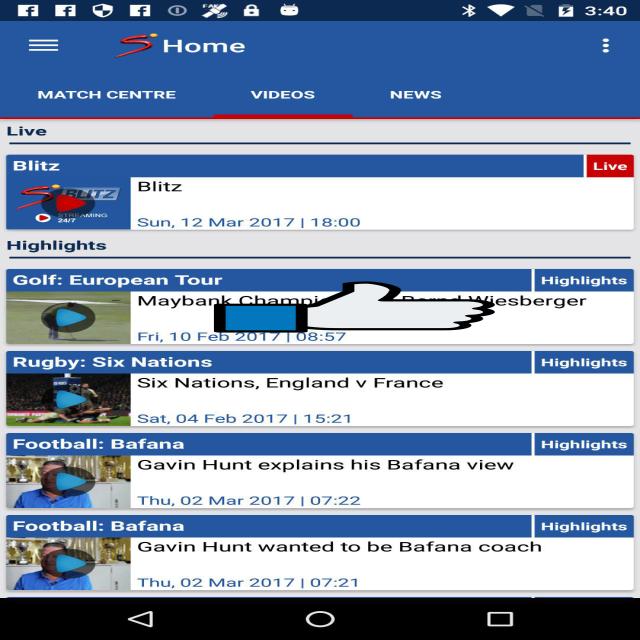 3:40
Home
MATCH CENTRE VIDEOS NEWS
Live
Blitz Live
BLITZ
STREAMING
24/7
Blitz
Sun, 12 Mar 2017 | 18:00
Highlights
Golf: European Tour Highlights
Maybank Wiesberger
Fri, 10 Feb 2017 | 08:57
Rugby: Six Nations Highlights
Six Nations, England v France
Sat, 04 Feb 2017 | 15:21
Football: Bafana Highlights
Gavin Hunt explains his Bafana view
Thu, 02 Mar 2017 | 07:22
Football: Bafana Highlights
Gavin Hunt wanted to be Bafana coach
Thu, 02 Mar 2017 | 07:21